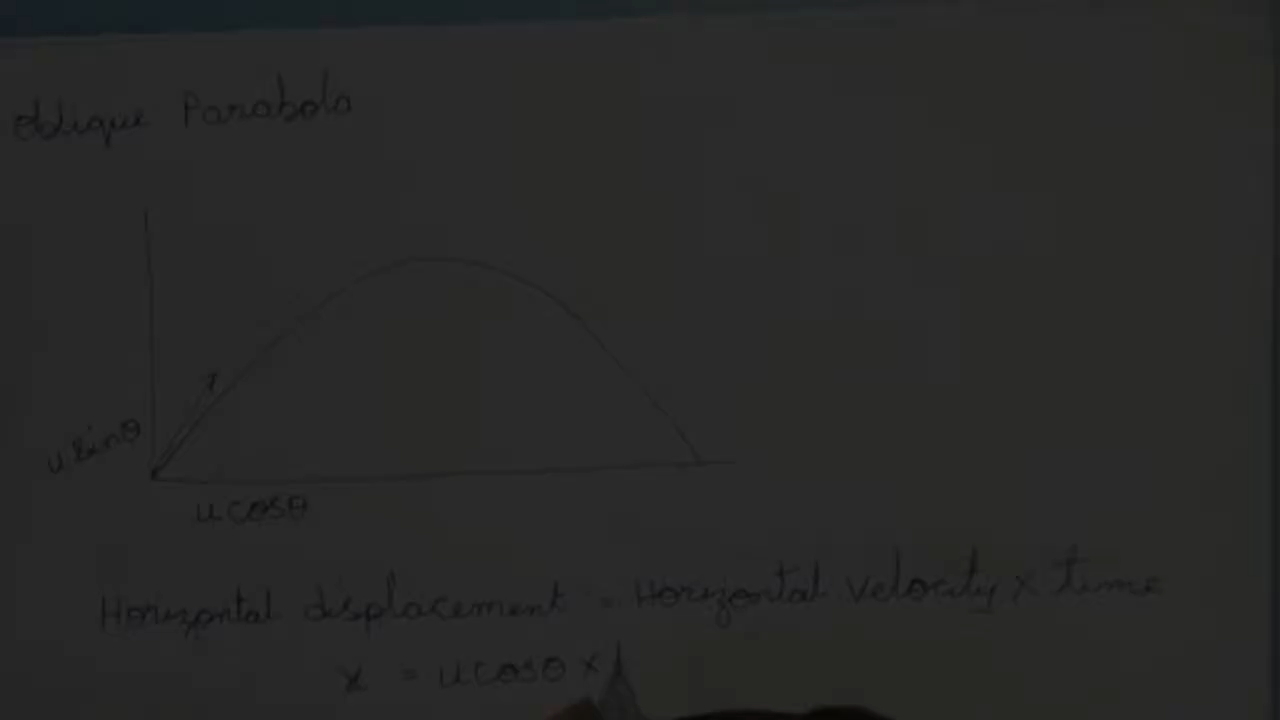 Oblique Parabola
u sinθ
u cosθ
Horizontal displacement = Horizontal velocity × time
x = u cosθ ×